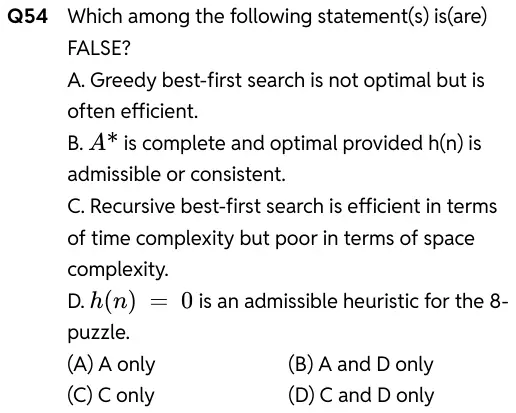 Q54 Which among the following statement(s) is(are)
FALSE?
A. Greedy best-first search is not optimal but is
often efficient.
B. A* is complete and optimal provided h(n) is
admissible or consistent.
C. Recursive best-first search is efficient in terms
of time complexity but poor in terms of space
complexity.
D. h(n) = 0 is an admissible heuristic for the 8-
puzzle.
(A) A only (B) A and D only
(C) C only (D) C and D only